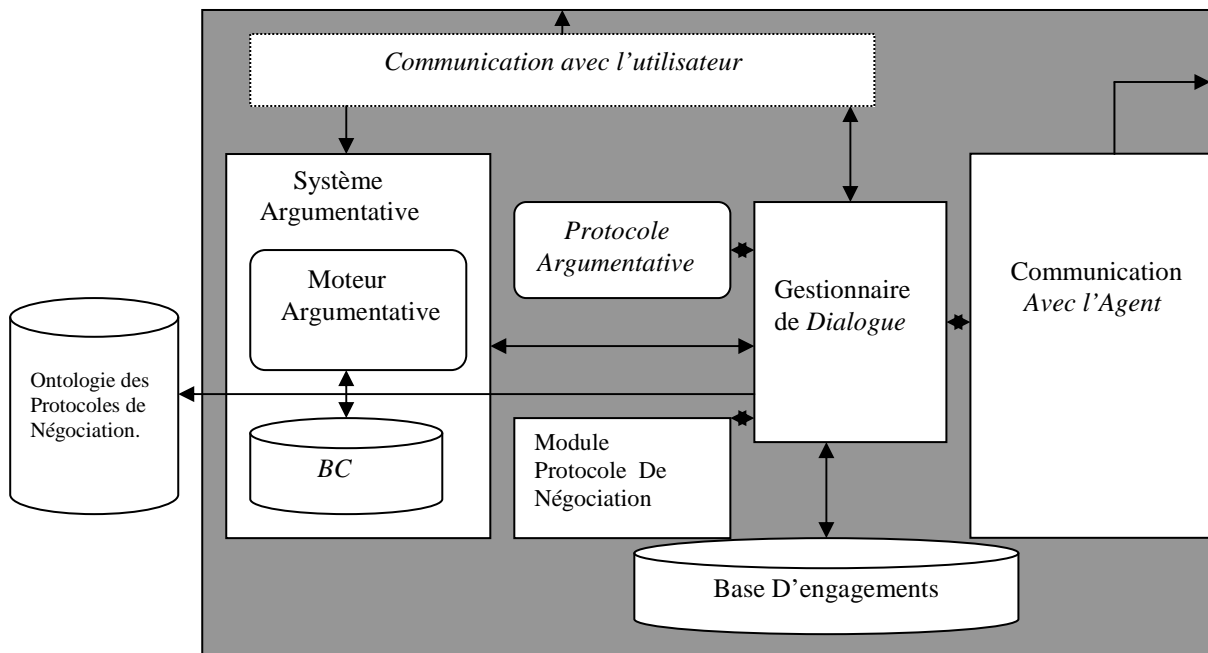 Communication avec l’utilisateur
Système
Argumentative
Moteur
Argumentative
BC
Protocole
Argumentative
Gestionnaire
de Dialogue
Communication
Avec l’Agent
Ontologie des
Protocoles de
Négociation.
Module
Protocole De
Négociation
Base D’engagements